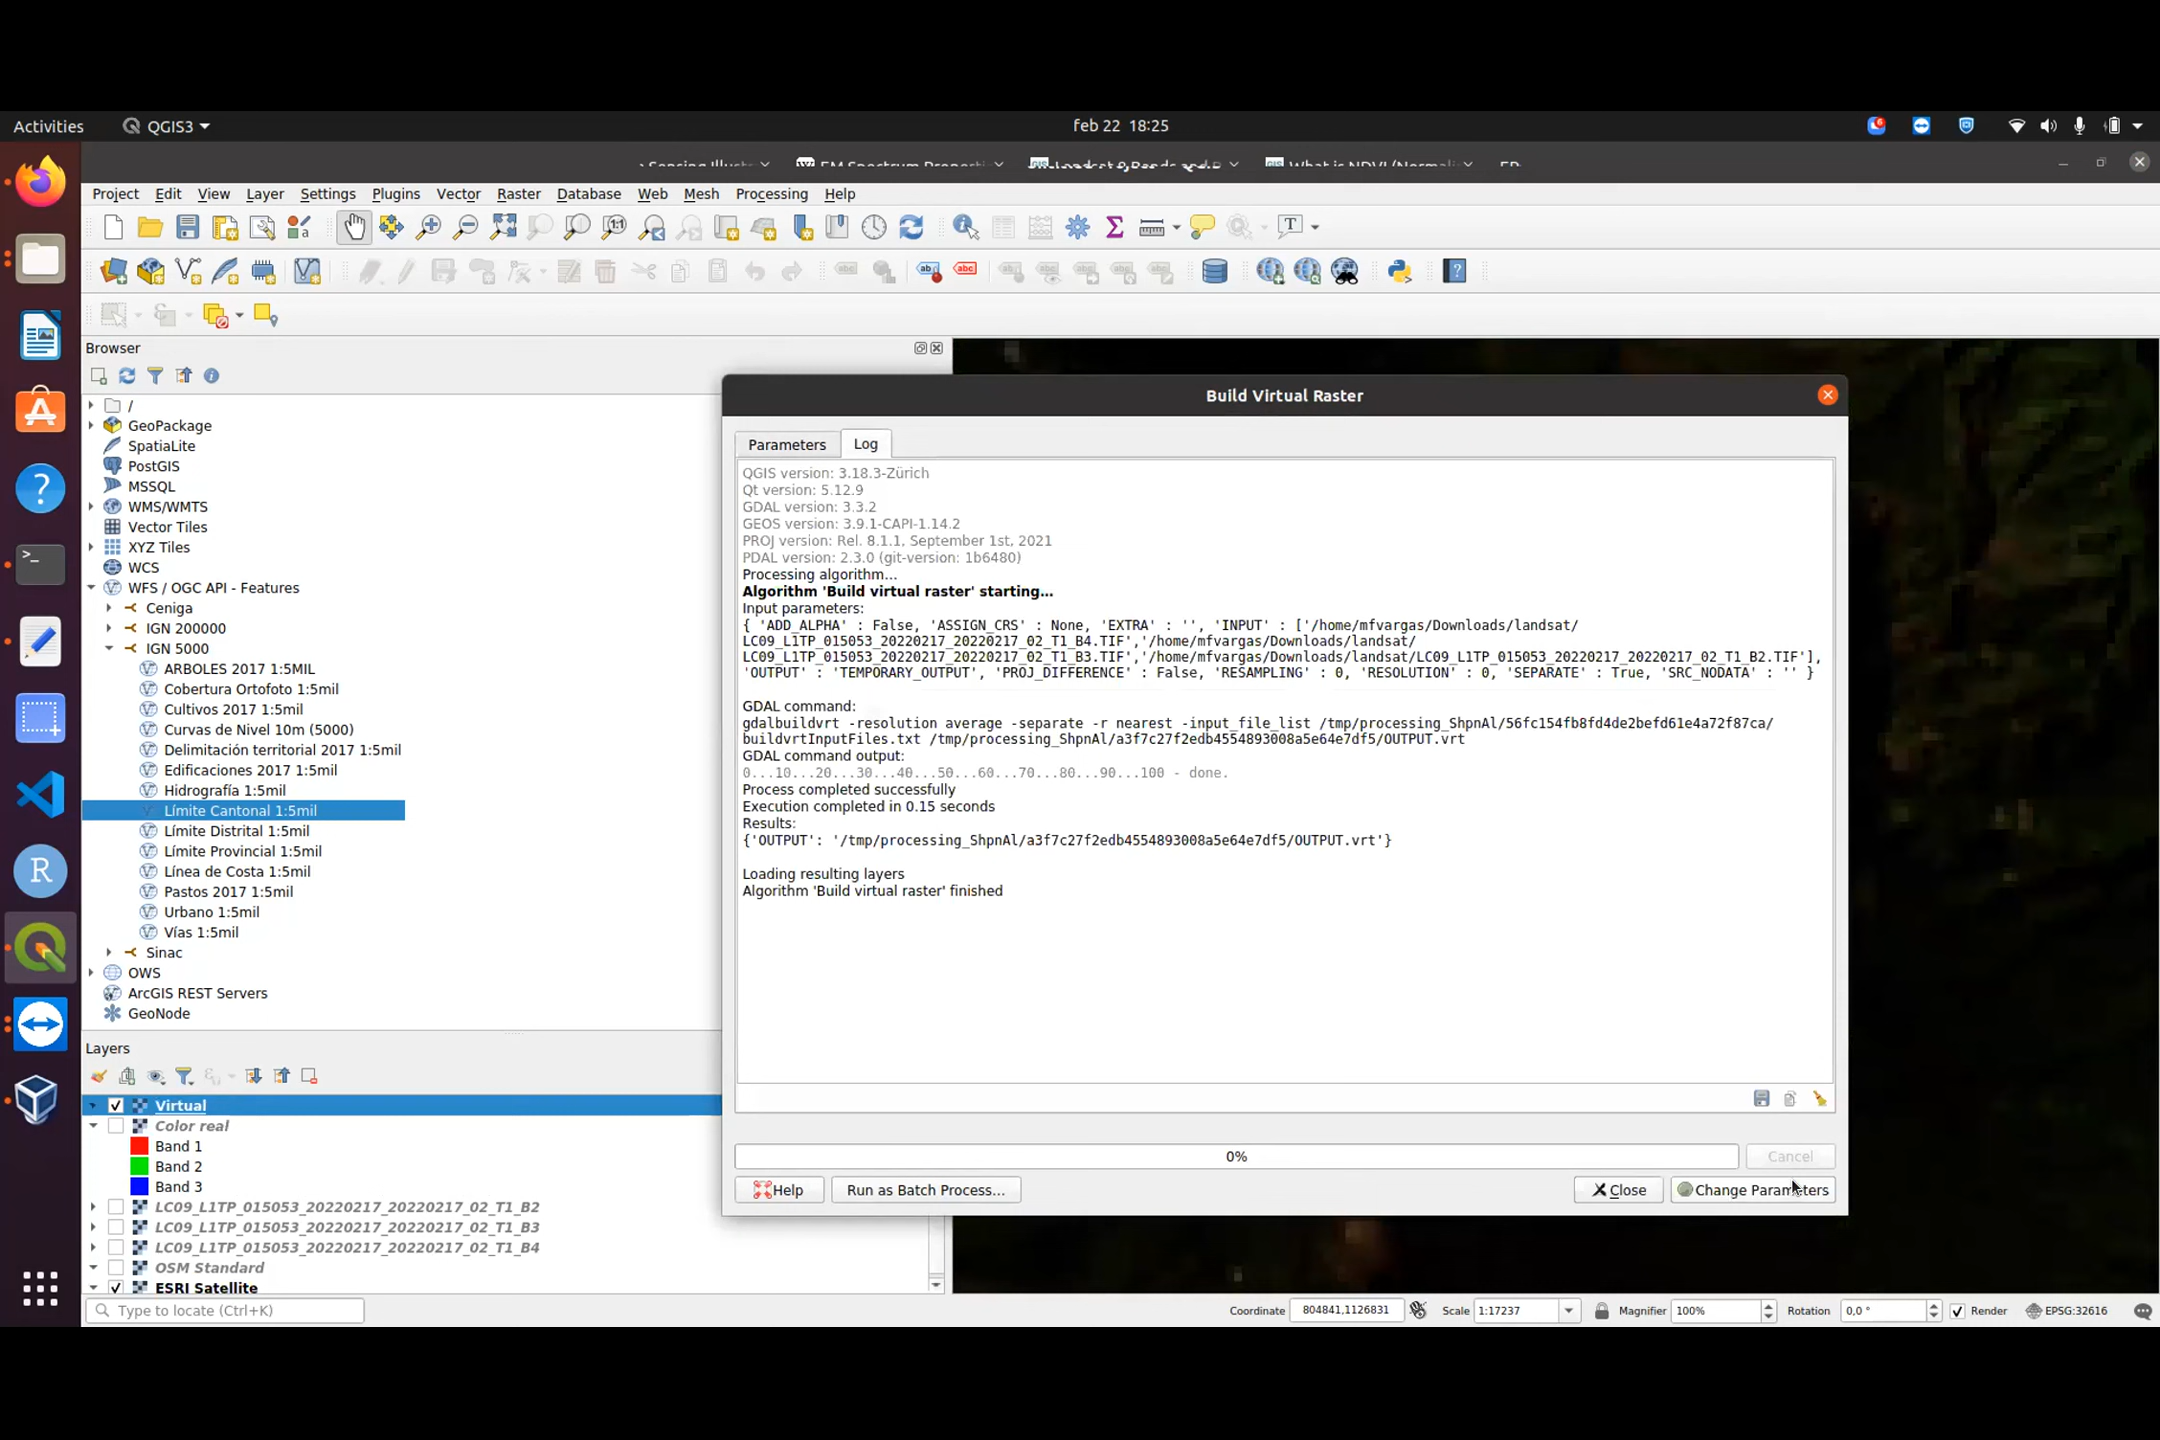 Activities
QGIS3
feb 22 18:25
EM Spectrum Properti
What is NDVI (Normali
Project Edit View Layer Settings Plugins Vector Raster Database Web Mesh Processing Help
Browser
/
GeoPackage
SpatiaLite
PostGIS
MSSQL
WMS/WMTS
Vector Tiles
XYZ Tiles
WCS
WFS / OGC API - Features
Ceniga
IGN 200000
IGN 5000
ARBOLES 2017 1:5MIL
Cobertura Ortofoto 1:5mil
Cultivos 2017 1:5mil
Curvas de Nivel 10m (5000)
Delimitación territorial 2017 1:5mil
Edificaciones 2017 1:5mil
Hidrografía 1:5mil
Límite Cantonal 1:5mil
Límite Distrital 1:5mil
Límite Provincial 1:5mil
Línea de Costa 1:5mil
Pastos 2017 1:5mil
Urbano 1:5mil
Vías 1:5mil
Sinac
OWS
ArcGIS REST Servers
GeoNode
Layers
Virtual
Color real
Band 1
Band 2
Band 3
LC09_L1TP_015053_20220217_20220217_02_T1_B2
LC09_L1TP_015053_20220217_20220217_02_T1_B3
LC09_L1TP_015053_20220217_20220217_02_T1_B4
OSM Standard
ESRI Satellite
Build Virtual Raster
Parameters Log
QGIS version: 3.18.3-Zürich
Qt version: 5.12.9
GDAL version: 3.3.2
GEOS version: 3.9.1-CAPI-1.14.2
PROJ version: Rel. 8.1.1, September 1st, 2021
PDAL version: 2.3.0 (git-version: 1b6480)
Processing algorithm...
Algorithm 'Build virtual raster' starting...
Input parameters:
{ 'ADD_ALPHA' : False, 'ASSIGN_CRS' : None, 'EXTRA' : '', 'INPUT' : ['/home/mfvargas/Downloads/landsat/
LC09_L1TP_015053_20220217_20220217_02_T1_B4.TIF','/home/mfvargas/Downloads/landsat/
LC09_L1TP_015053_20220217_20220217_02_T1_B3.TIF','/home/mfvargas/Downloads/landsat/LC09_L1TP_015053_20220217_20220217_02_T1_B2.TIF'],
'OUTPUT' : 'TEMPORARY_OUTPUT', 'PROJ_DIFFERENCE' : False, 'RESAMPLING' : 0, 'RESOLUTION' : 0, 'SEPARATE' : True, 'SRC_NODATA' : '' }
GDAL command:
gdalbuildvrt -resolution average -separate -r nearest -input_file_list /tmp/processing_ShpnAl/56fc154fb8fd4de2befd61e4a72f87ca/
buildvrtInputFiles.txt /tmp/processing_ShpnAl/a3f7c27f2edb4554893008a5e64e7df5/OUTPUT.vrt
GDAL command output:
0...10...20...30...40...50...60...70...80...90...100 - done.
Process completed successfully
Execution completed in 0.15 seconds
Results:
{'OUTPUT': '/tmp/processing_ShpnAl/a3f7c27f2edb4554893008a5e64e7df5/OUTPUT.vrt'}
Loading resulting layers
Algorithm 'Build virtual raster' finished
0%
Cancel
Help
Run as Batch Process...
Close
Change Parameters
Type to locate (Ctrl+K)
Coordinate 804841,1126831 Scale 1:17237 Magnifier 100% Rotation 0,0 ° Render EPSG:32616